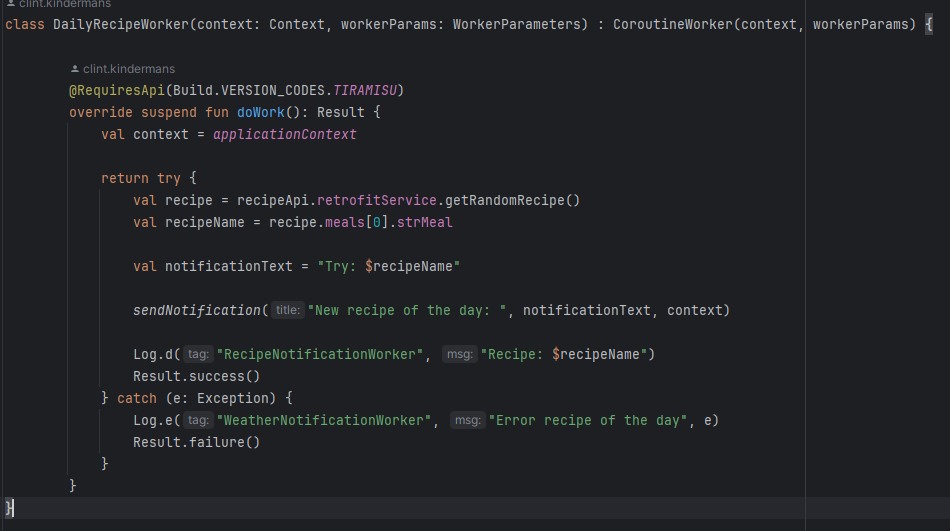 clint.kindermans
class DailyRecipeWorker(context: Context, workerParams: WorkerParameters) : CoroutineWorker(context, workerParams) {
clint.kindermans
@RequiresApi(Build.VERSION_CODES.TIRAMISU)
override suspend fun doWork(): Result {
val context = applicationContext
return try {
val recipe = recipeApi.retrofitService.getRandomRecipe()
val recipeName = recipe.meals[0].strMeal
val notificationText = "Try: $recipeName"
sendNotification( title: "New recipe of the day: ", notificationText, context)
Log.d( tag: "RecipeNotificationWorker", msg: "Recipe: $recipeName")
Result.success()
} catch (e: Exception) {
Log.e( tag: "WeatherNotificationWorker", msg: "Error recipe of the day", e)
Result.failure()
}
}
}